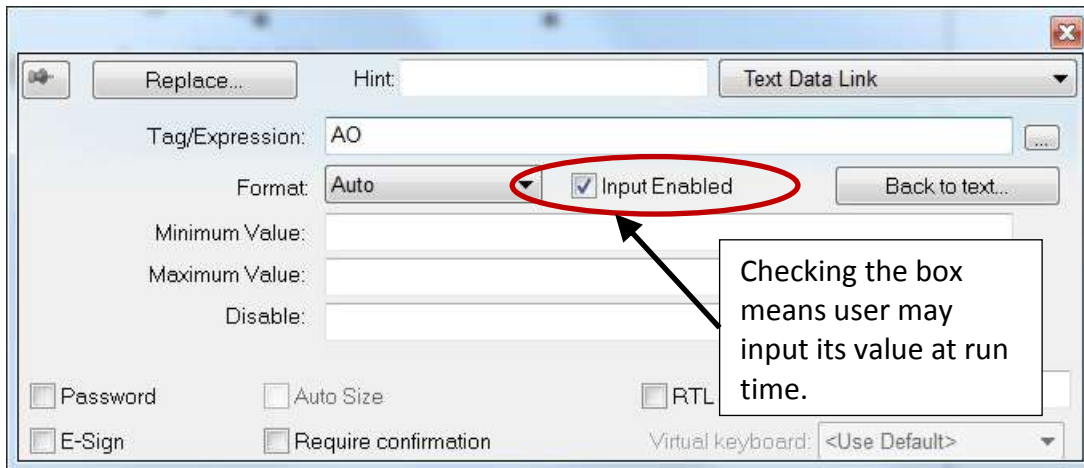 Replace...
Hint:
Text Data Link
Tag/Expression:
AO
...
Format:
Auto
Input Enabled
Back to text...
Minimum Value:
Maximum Value:
Disable:
Checking the box
means user may
input its value at run
time.
Password
Auto Size
RTL
E-Sign
Require confirmation
Virtual keyboard:
<Use Default>